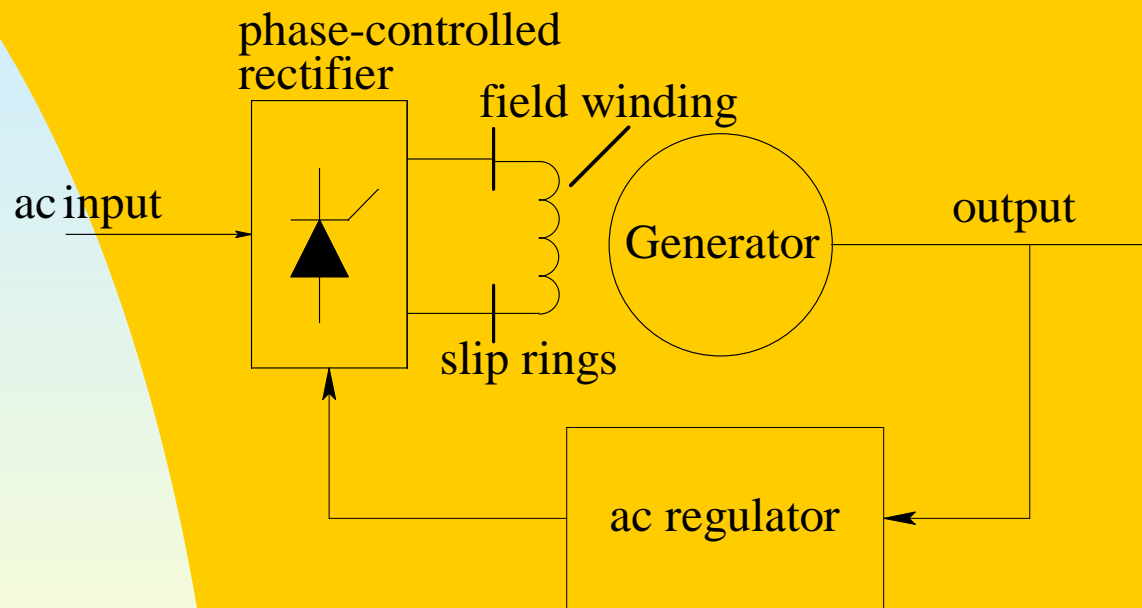 phase-controlled
rectifier
field winding
ac input
output
Generator
slip rings
ac regulator